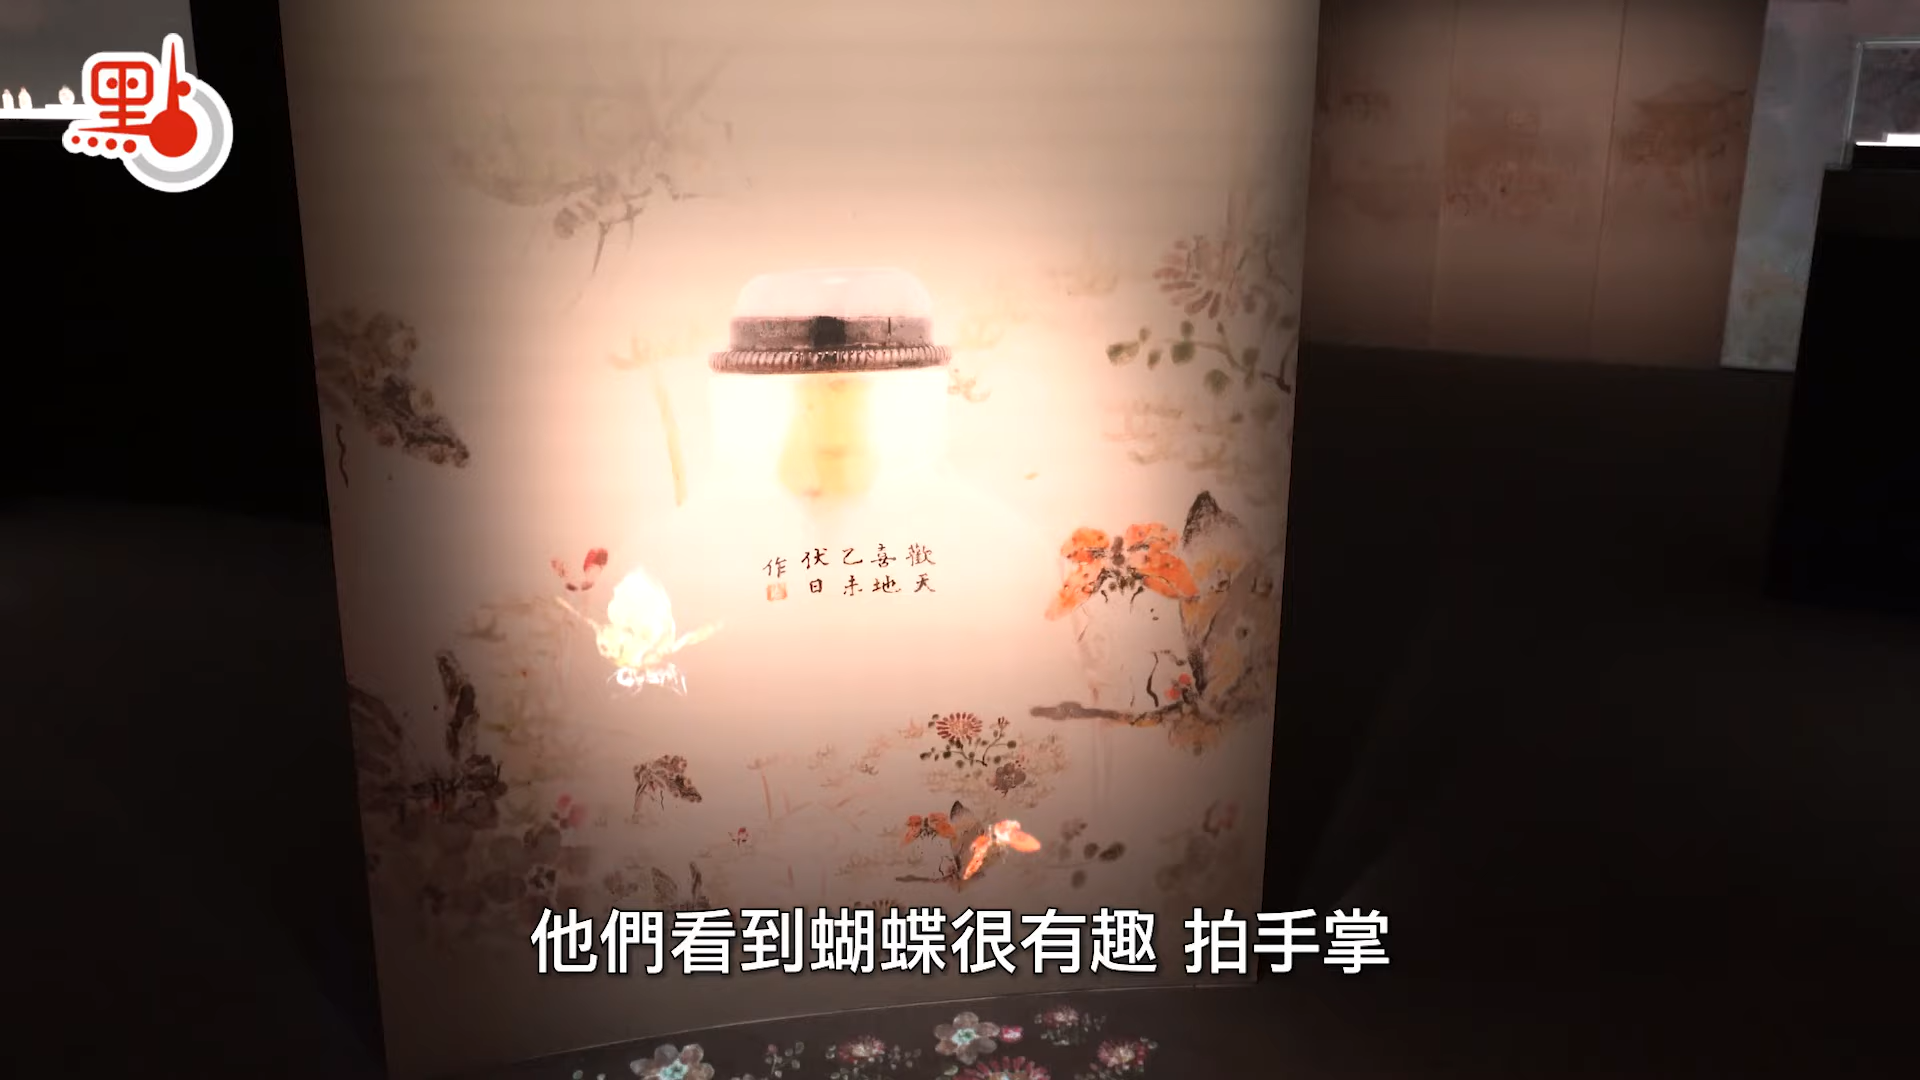 點
歡天
喜地
乙未
伏日
作
他們看到蝴蝶很有趣 拍手掌